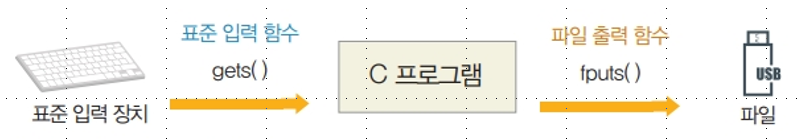 표준 입력 함수
gets( )
표준 입력 장치
C 프로그램
파일 출력 함수
fputs( )
USB
파일